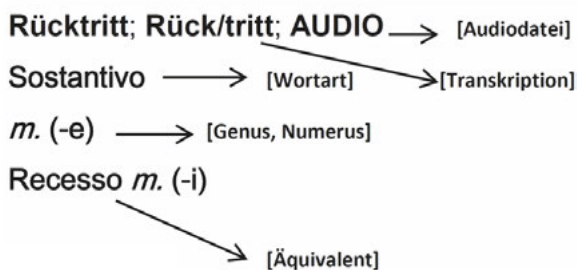 Rücktritt; Rück/tritt; AUDIO [Audiodatei]
Sostantivo [Wortart] [Transkription]
m. (-e) [Genus, Numerus]
Recesso m. (-i)
[Äquivalent]